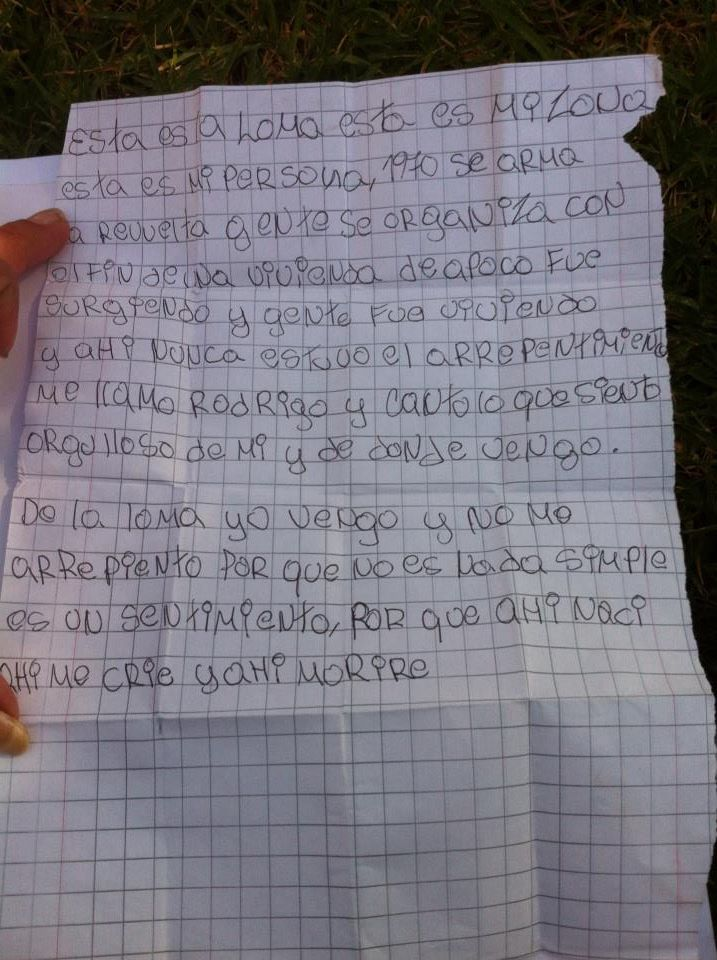 Esta es la Loma esta es Mi Zona
esta es Mi PERSONA, 1970 se ARMA
la Revuelta gente se ORGANiZA CON
el Fin de una ViViENDA de apoco FUE
SURGiENDO y gente FUE ViViENDO
y AHi NUNCA estuvo el ARREPENtiMiENto
Me llAMO RODRigo y CANto lo que siento
ORgulloso de Mi y de donde Vengo.
De la loma yo vengo y NO Me
ARRepiento POR que NO es Nada SiMPLe
es UN SENtiMiENto, POR que AHi Naci
AHi Me CRie y AHi MoRiRe